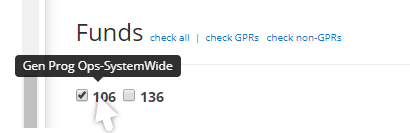 Funds check all | check GPRs check non-GPRs
Gen Prog Ops-SystemWide
106 136